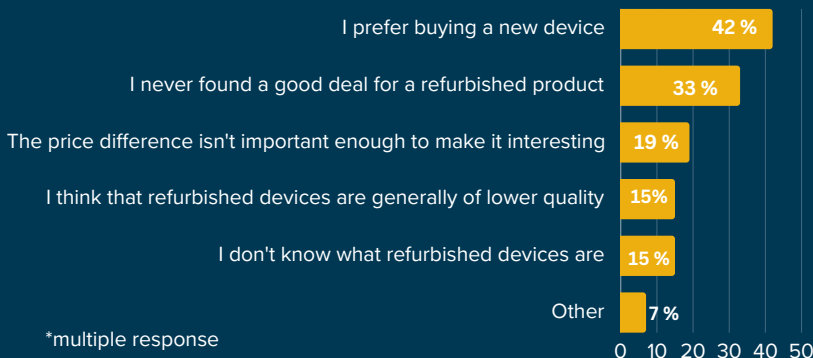 I prefer buying a new device 42 %
I never found a good deal for a refurbished product 33 %
The price difference isn't important enough to make it interesting 19 %
I think that refurbished devices are generally of lower quality 15%
I don't know what refurbished devices are 15 %
Other 7 %
*multiple response
0 10 20 30 40 50